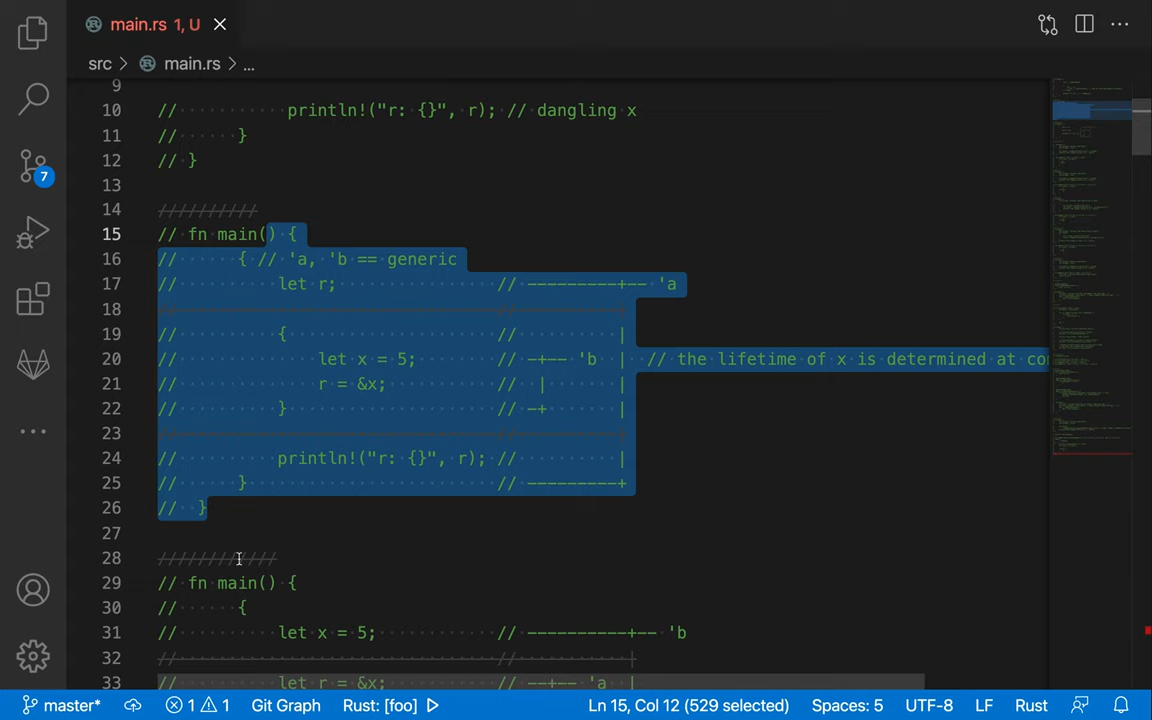 main.rs 1, U
src > main.rs > ...
9
10 // println!("r: {}", r); // dangling x
11 // }
12 // }
13
14 //////////
15 // fn main() {
16 // { // 'a, 'b == generic
17 // let r; // ---------+-- 'a
18 // // |
19 // { // |
20 // let x = 5; // -+-- 'b | // the lifetime of x is determined at co
21 // r = &x; // | |
22 // } // -+ |
23 // // |
24 // println!("r: {}", r); // |
25 // } // ---------+
26 // }
27
28 ////////////
29 // fn main() {
30 // {
31 // let x = 5; // ----------+-- 'b
32 // // |
33 // let r = &x; // --+-- 'a |
7
master* 1 1 Git Graph Rust: [foo] Ln 15, Col 12 (529 selected) Spaces: 5 UTF-8 LF Rust